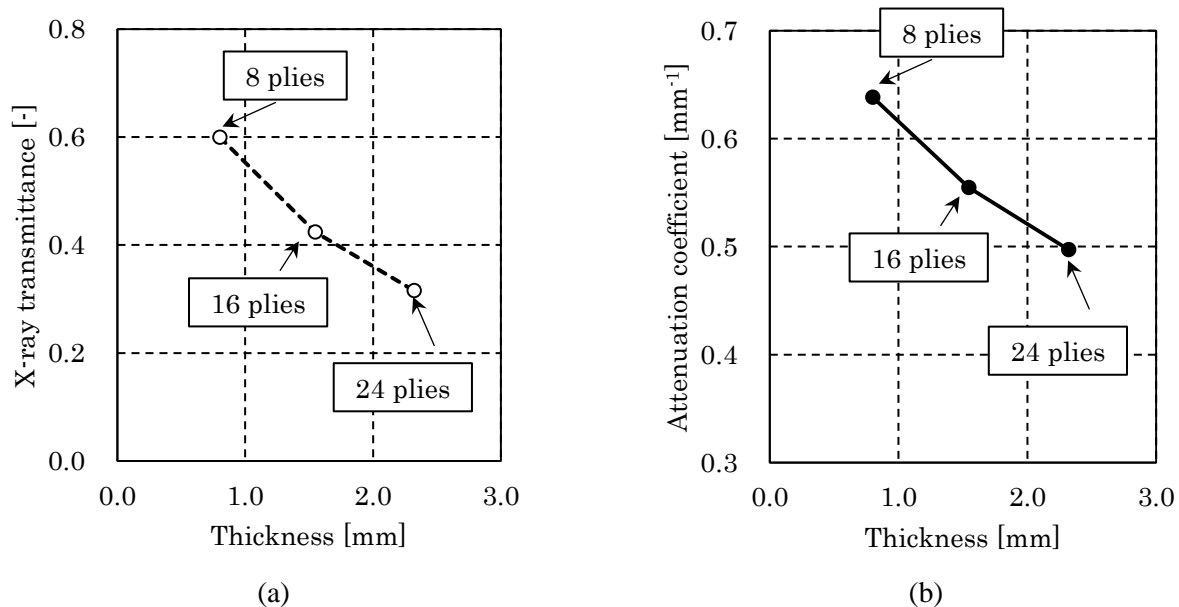 0.8
0.6
0.4
0.2
0.0
0.0 1.0 2.0 3.0
X-ray transmittance [-]
Thickness [mm]
8 plies
16 plies
24 plies
(a)
0.7
0.6
0.5
0.4
0.3
0.0 1.0 2.0 3.0
Attenuation coefficient [mm⁻¹]
Thickness [mm]
8 plies
16 plies
24 plies
(b)